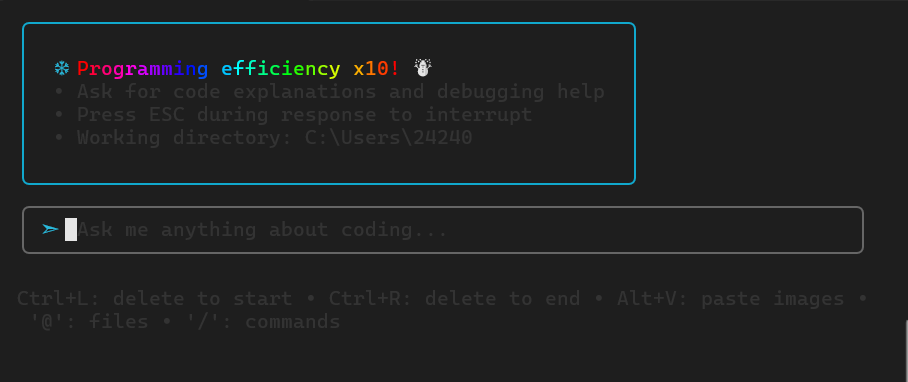 ❆ Programming efficiency x10! ☃
• Ask for code explanations and debugging help
• Press ESC during response to interrupt
• Working directory: C:\Users\24240
➣ Ask me anything about coding...
Ctrl+L: delete to start • Ctrl+R: delete to end • Alt+V: paste images •
'@': files • '/': commands